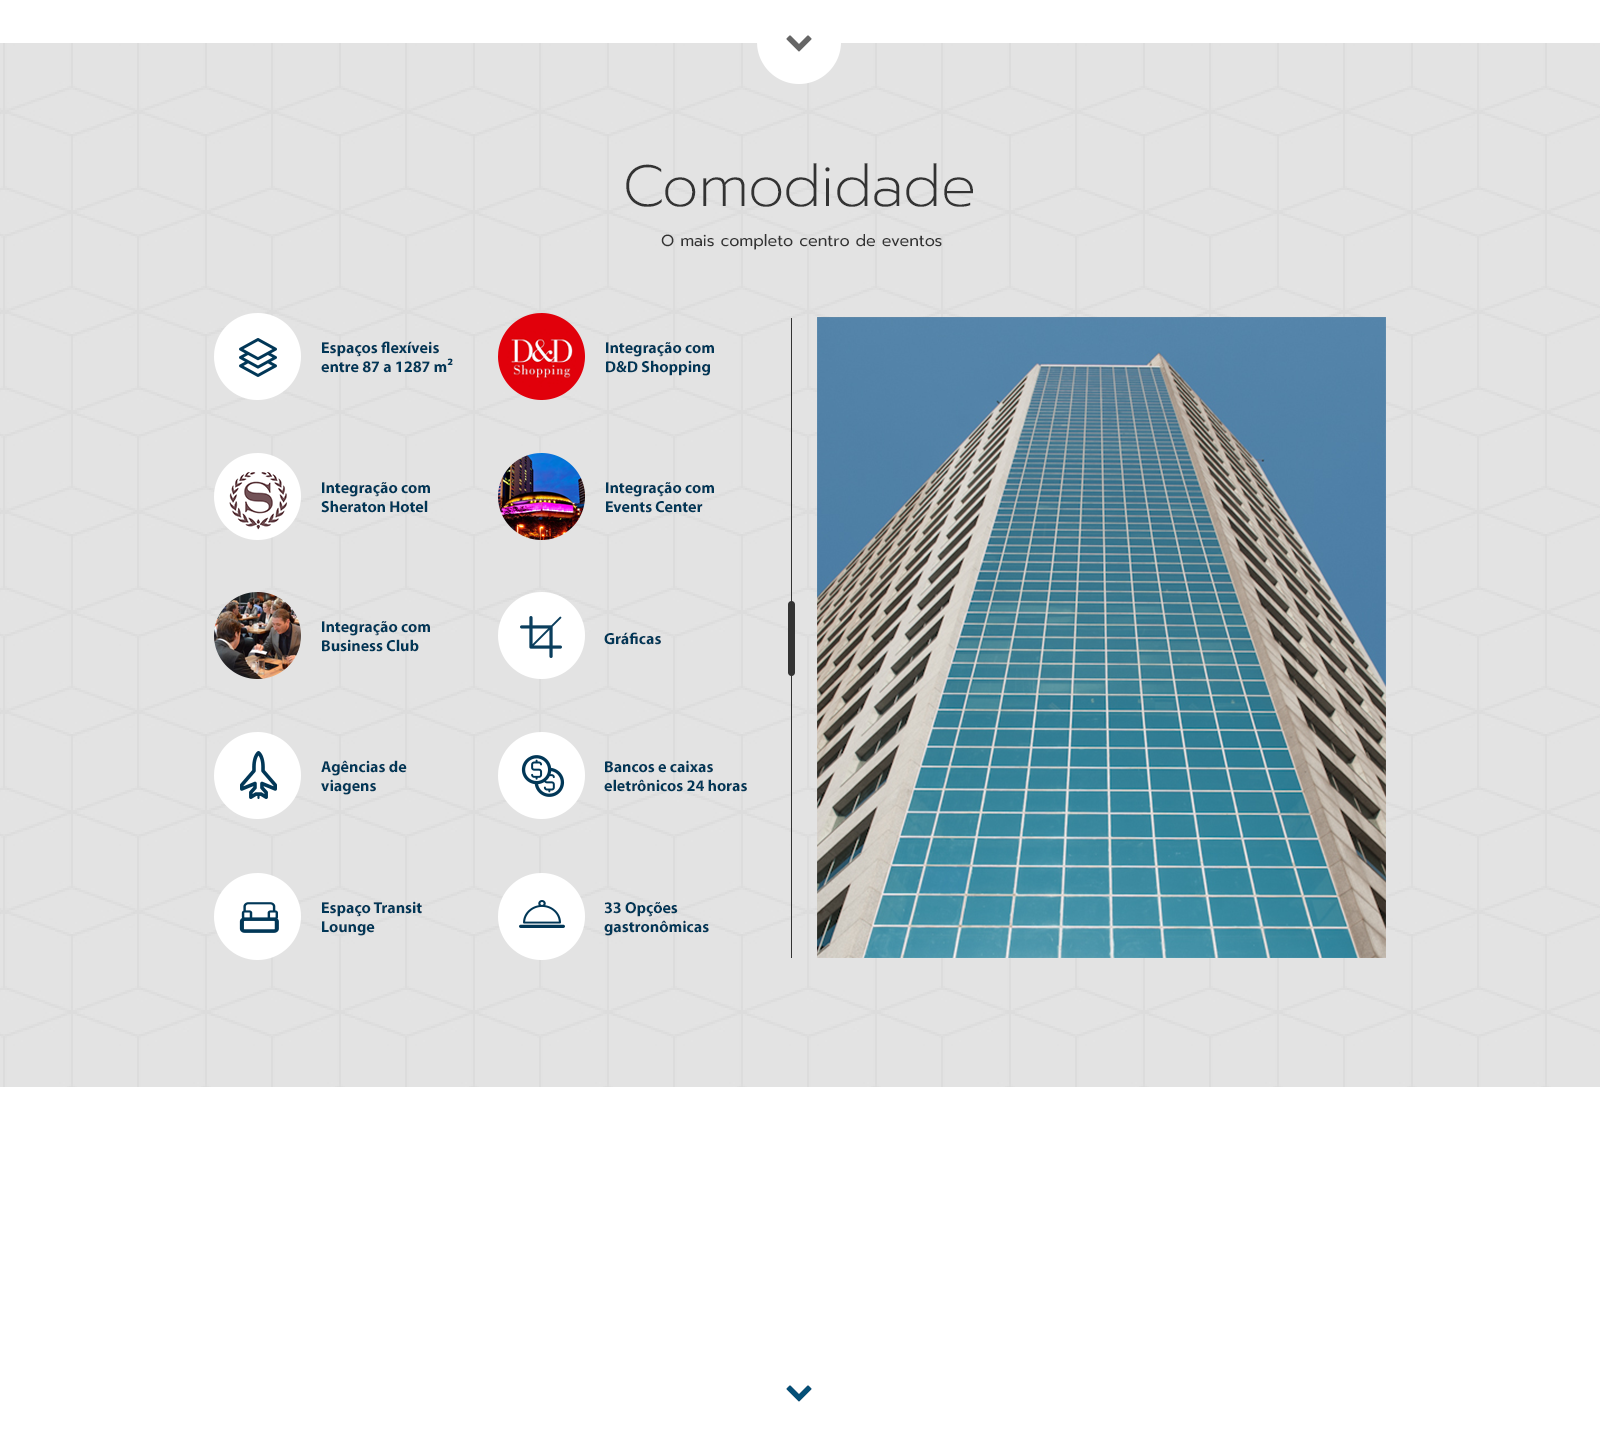 Comodidade
O mais completo centro de eventos
Espaços flexíveis
entre 87 a 1287 m²
D&D
Shopping
Integração com
D&D Shopping
S
Integração com
Sheraton Hotel
Integração com
Events Center
Integração com
Business Club
Gráficas
Agências de
viagens
Bancos e caixas
eletrônicos 24 horas
Espaço Transit
Lounge
33 Opções
gastronômicas